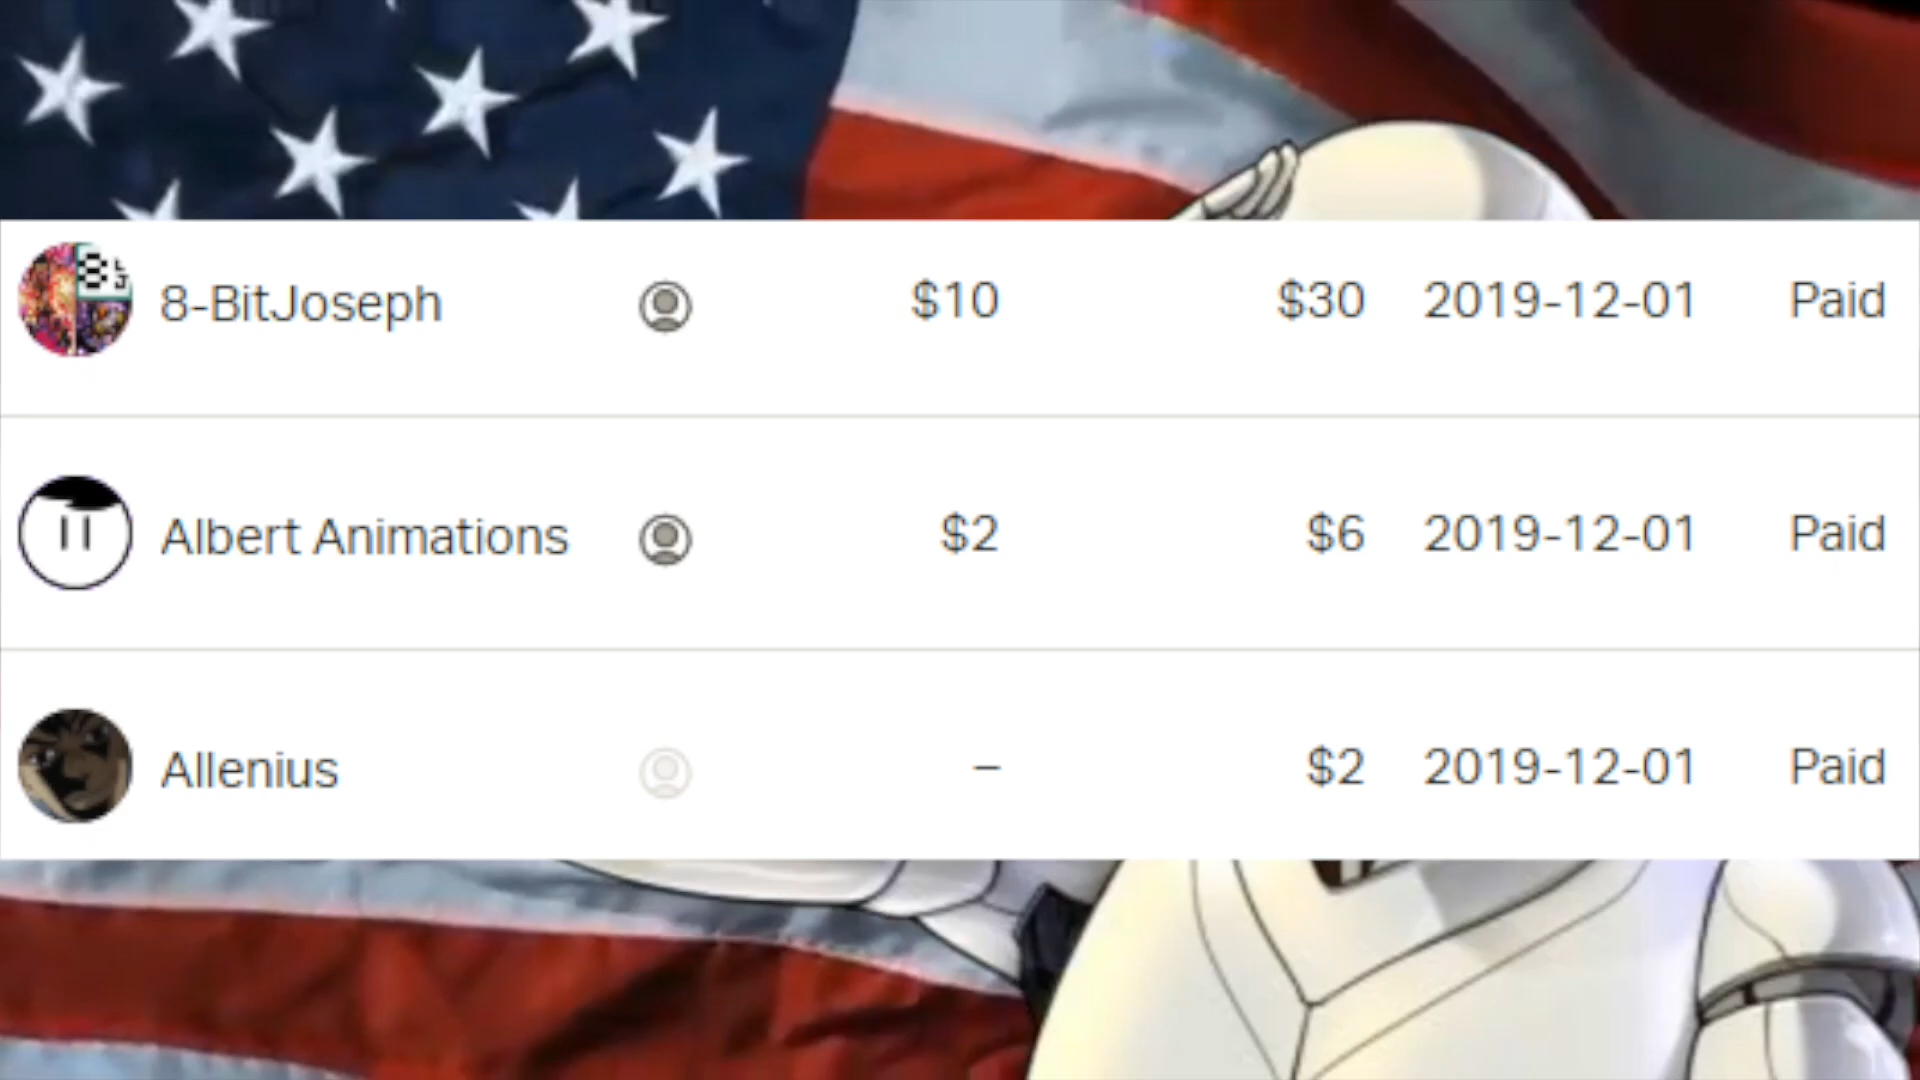 8-BitJoseph $10 $30 2019-12-01 Paid
Albert Animations $2 $6 2019-12-01 Paid
Allenius – $2 2019-12-01 Paid